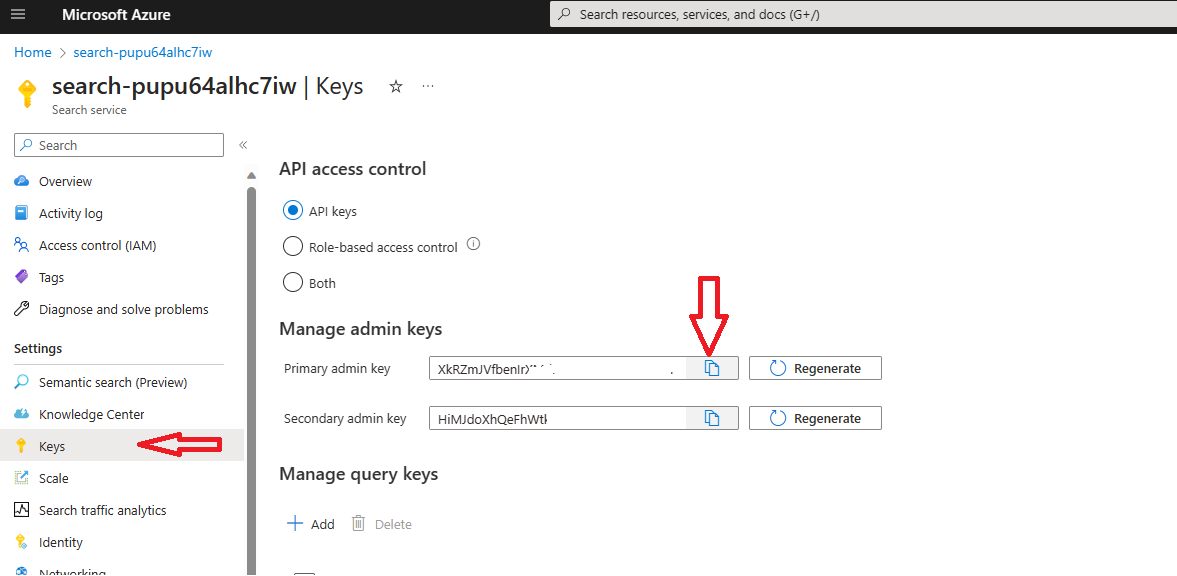 Microsoft Azure
Search resources, services, and docs (G+/)
Home > search-pupu64alhc7iw
search-pupu64alhc7iw | Keys
Search service
Search
Overview
Activity log
Access control (IAM)
Tags
Diagnose and solve problems
Settings
Semantic search (Preview)
Knowledge Center
Keys
Scale
Search traffic analytics
Identity
Networking
API access control
API keys
Role-based access control
Both
Manage admin keys
Primary admin key
Regenerate
Secondary admin key
Regenerate
Manage query keys
Add
Delete